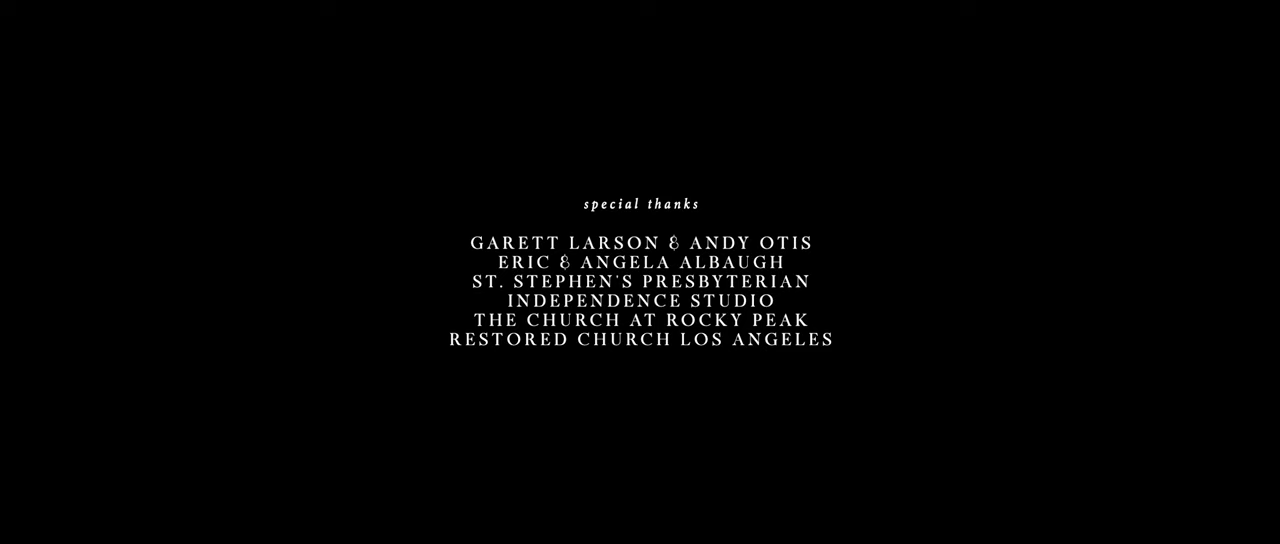 special thanks
GARETT LARSON & ANDY OTIS
ERIC & ANGELA ALBAUGH
ST. STEPHEN'S PRESBYTERIAN
INDEPENDENCE STUDIO
THE CHURCH AT ROCKY PEAK
RESTORED CHURCH LOS ANGELES